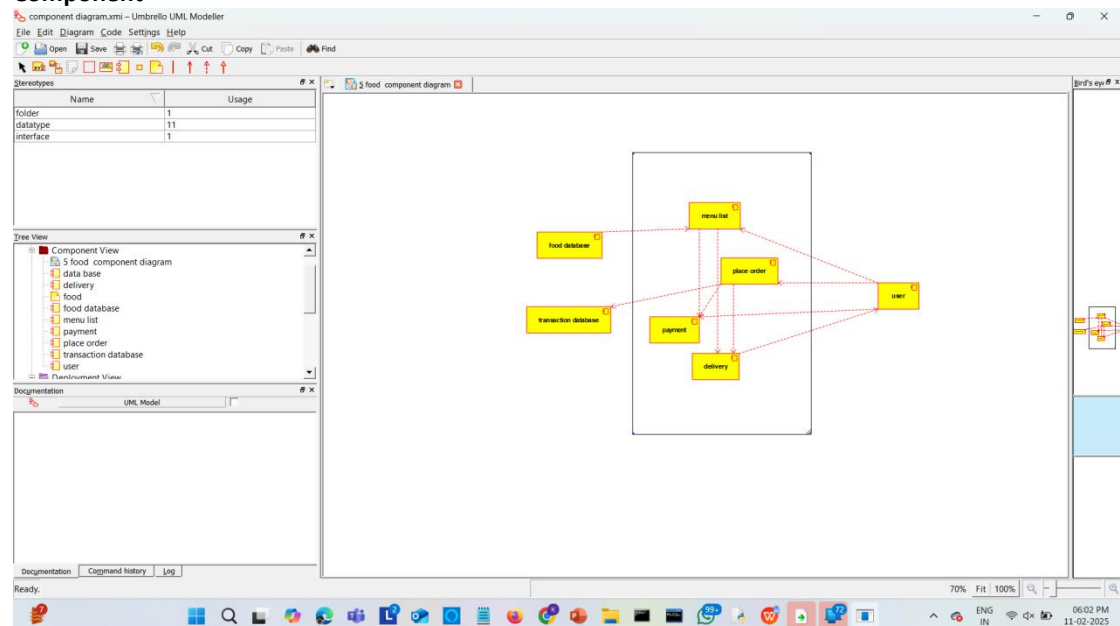 Component
component diagram.xmi – Umbrello UML Modeller
File Edit Diagram Code Settings Help
Open Save Cut Copy Paste Find
Stereotypes
Name Usage
folder 1
datatype 11
interface 1
Tree View
Component View
5 food component diagram
data base
delivery
food
food database
menu list
payment
place order
transaction database
user
Deployment View
Documentation
UML Model
Documentation Command history Log
Ready.
5 food component diagram
menu list
food database
place order
user
transaction database
payment
delivery
Bird's eye
70% Fit 100%
99+
72
ENG
IN
06:02 PM
11-02-2025